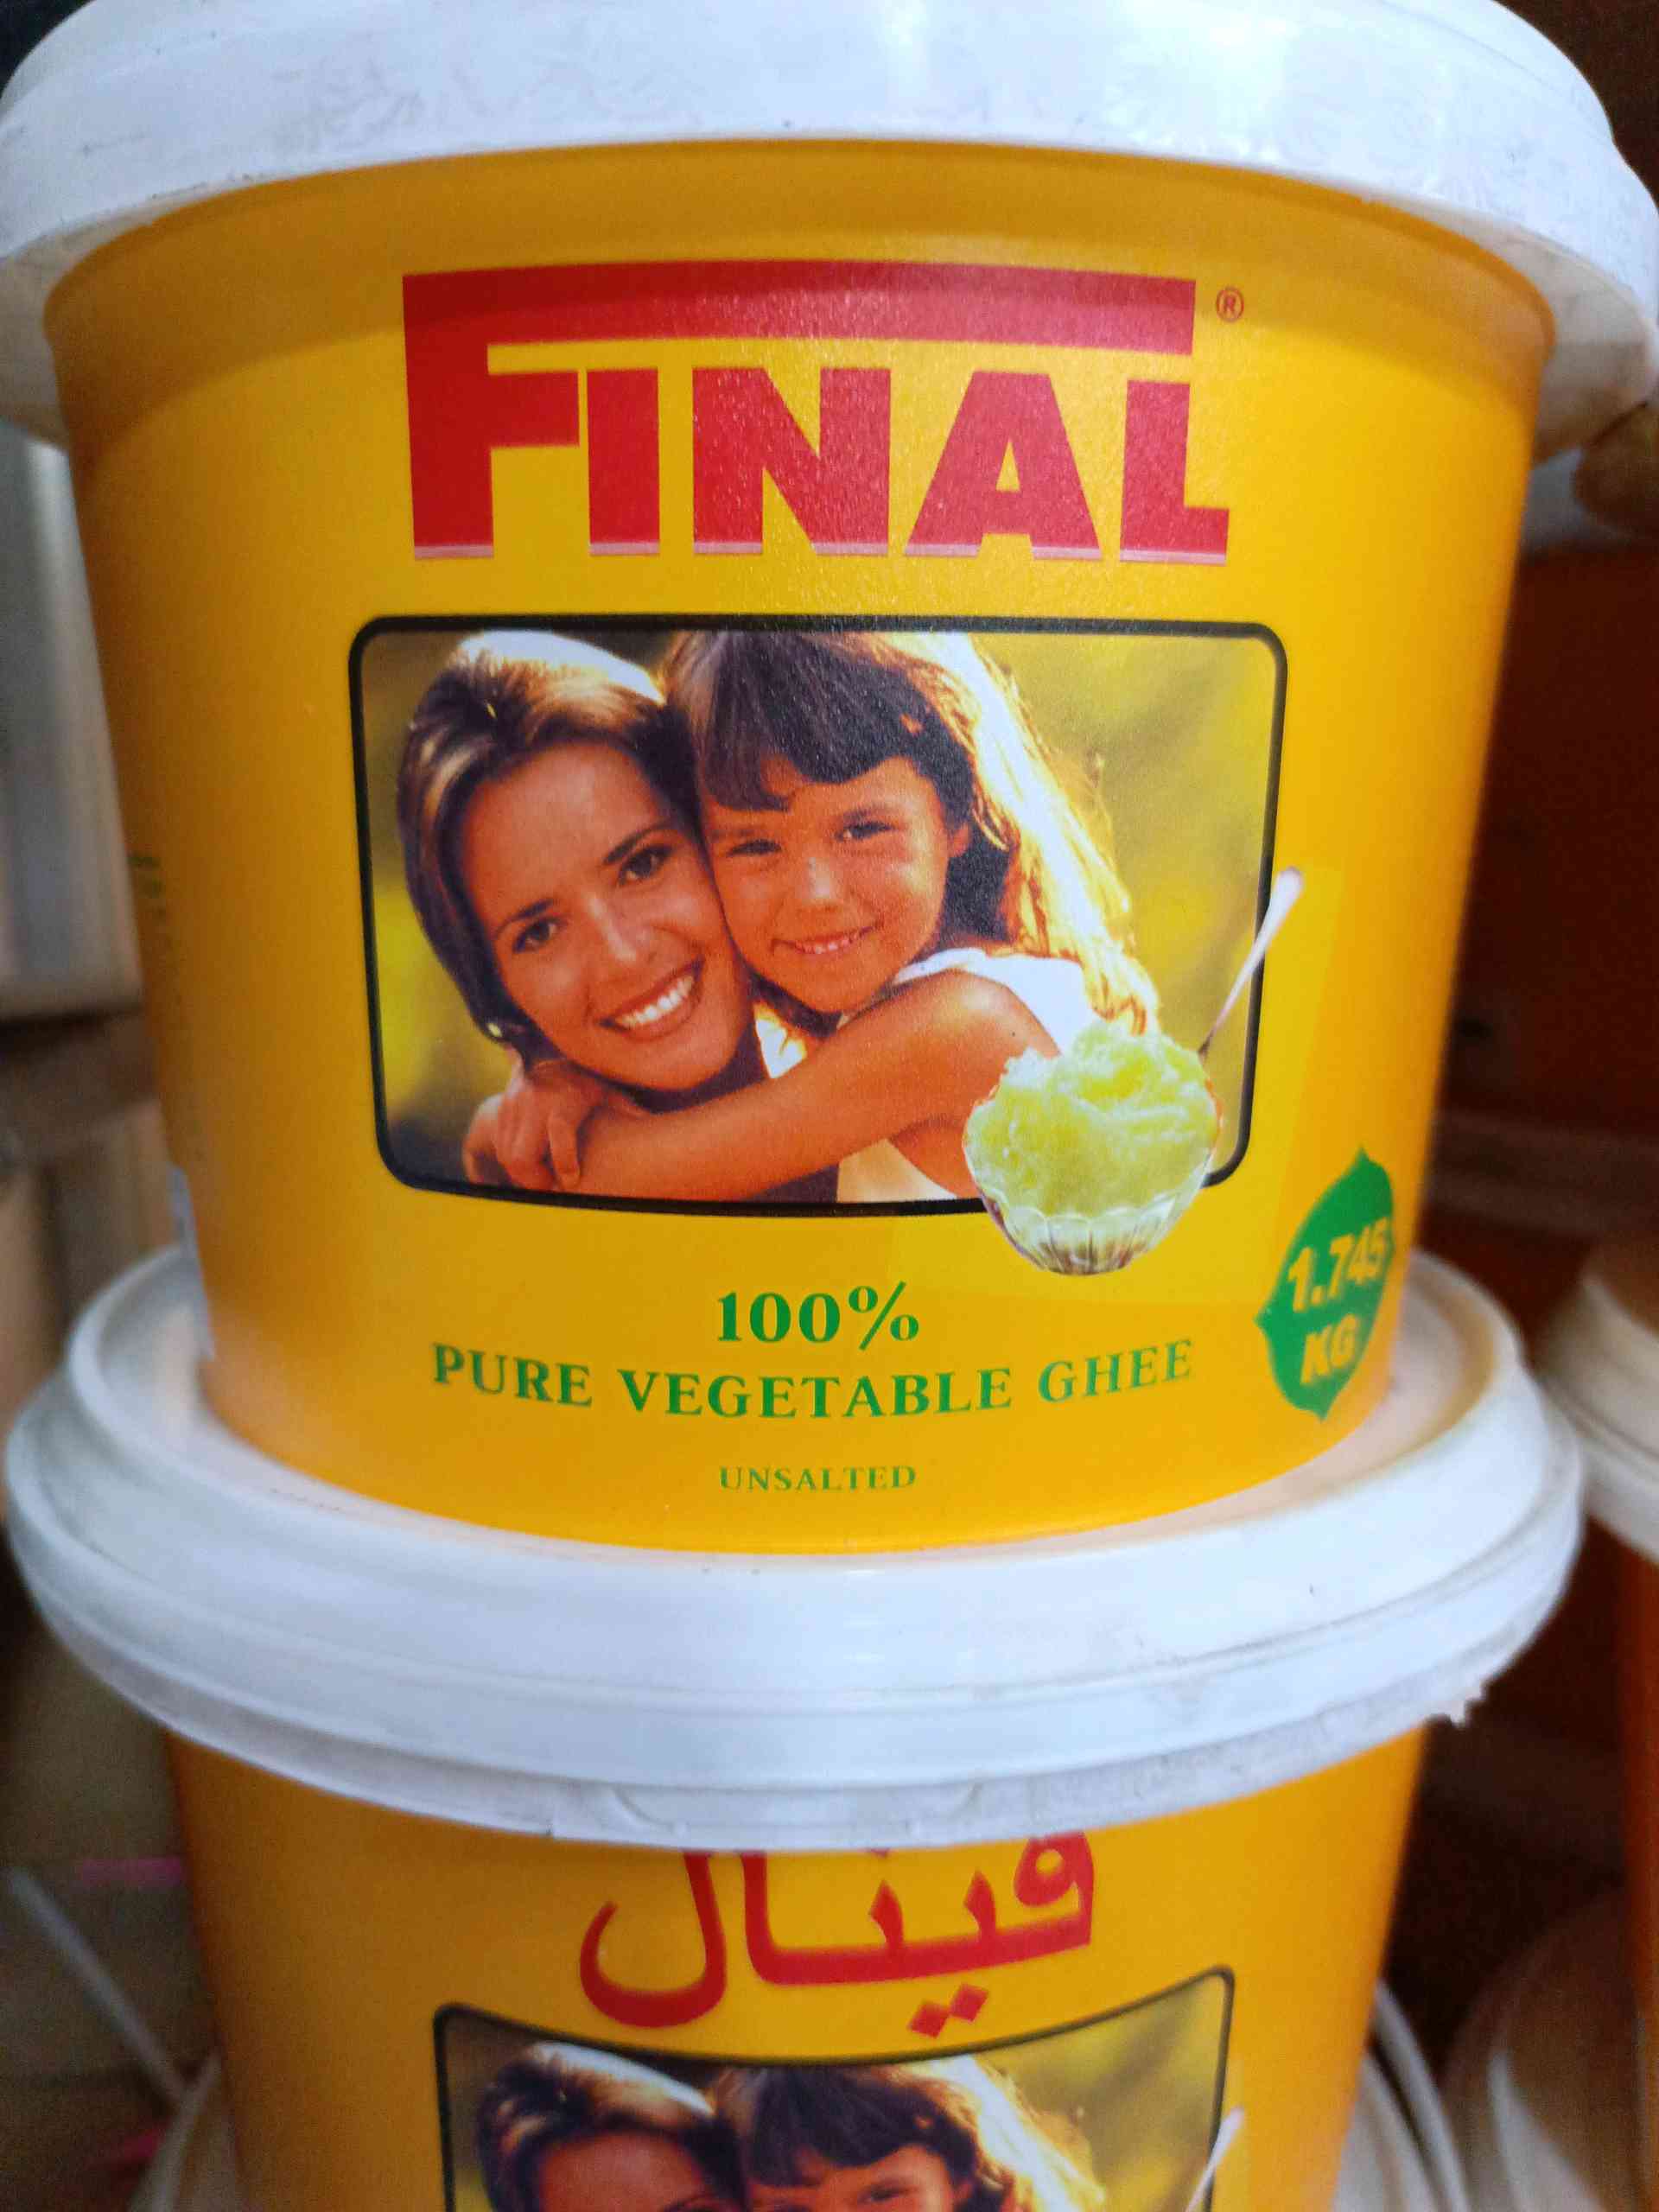 FINAL
®
100%
PURE VEGETABLE GHEE
UNSALTED
1.745
KG
فينال